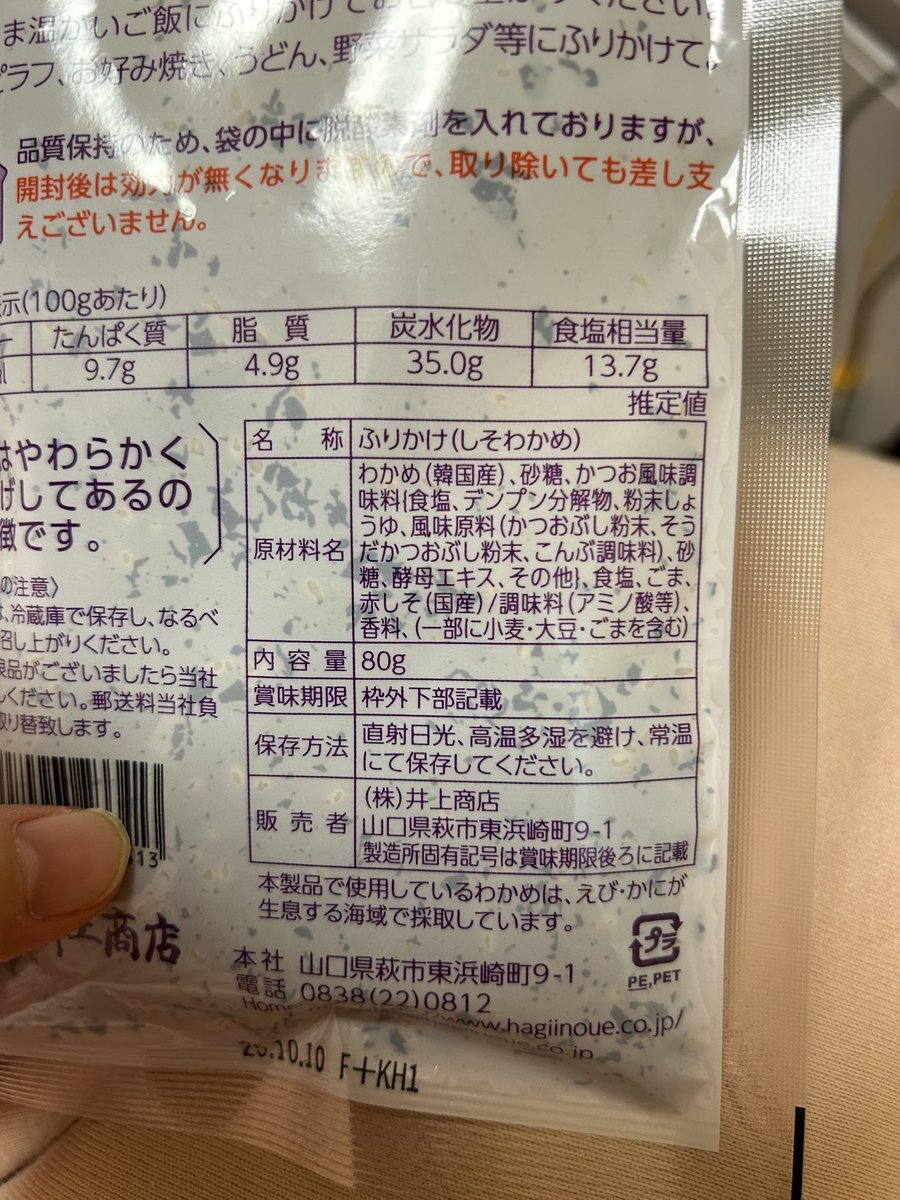 ま温かいご飯にふりかけてお召し上がりください。
ピラフ、お好み焼き、うどん、野菜サラダ等にふりかけて。
品質保持のため、袋の中に脱酸素剤を入れておりますが、
開封後は効力が無くなりますので、取り除いても差し支
えございません。
示(100gあたり)
ー たんぱく質 脂質 炭水化物 食塩相当量
9.7g 4.9g 35.0g 13.7g
推定値
はやわらかく
げしてあるの
徴です。
の注意〉
、冷蔵庫で保存し、なるべ
召し上がりください。
良品がございましたら当社
ください。郵送料当社負
取り替致します。
13
井上商店
名称 ふりかけ(しそわかめ)
原材料名 わかめ(韓国産)、砂糖、かつお風味調
味料{食塩、デンプン分解物、粉末しょ
うゆ、風味原料(かつおぶし粉末、そう
だかつおぶし粉末、こんぶ調味料)、砂
糖、酵母エキス、その他}、食塩、ごま、
赤しそ(国産)/調味料(アミノ酸等)、
香料、(一部に小麦・大豆・ごまを含む)
内容量 80g
賞味期限 枠外下部記載
保存方法 直射日光、高温多湿を避け、常温
にて保存してください。
販売者 (株)井上商店
山口県萩市東浜崎町9-1
製造所固有記号は賞味期限後ろに記載
本製品で使用しているわかめは、えび・かにが
生息する海域で採取しています。
プラ
PE,PET
本社 山口県萩市東浜崎町9-1
電話 0838(22)0812
www.hagiinoue.co.jp/
.10.10 F+KH1